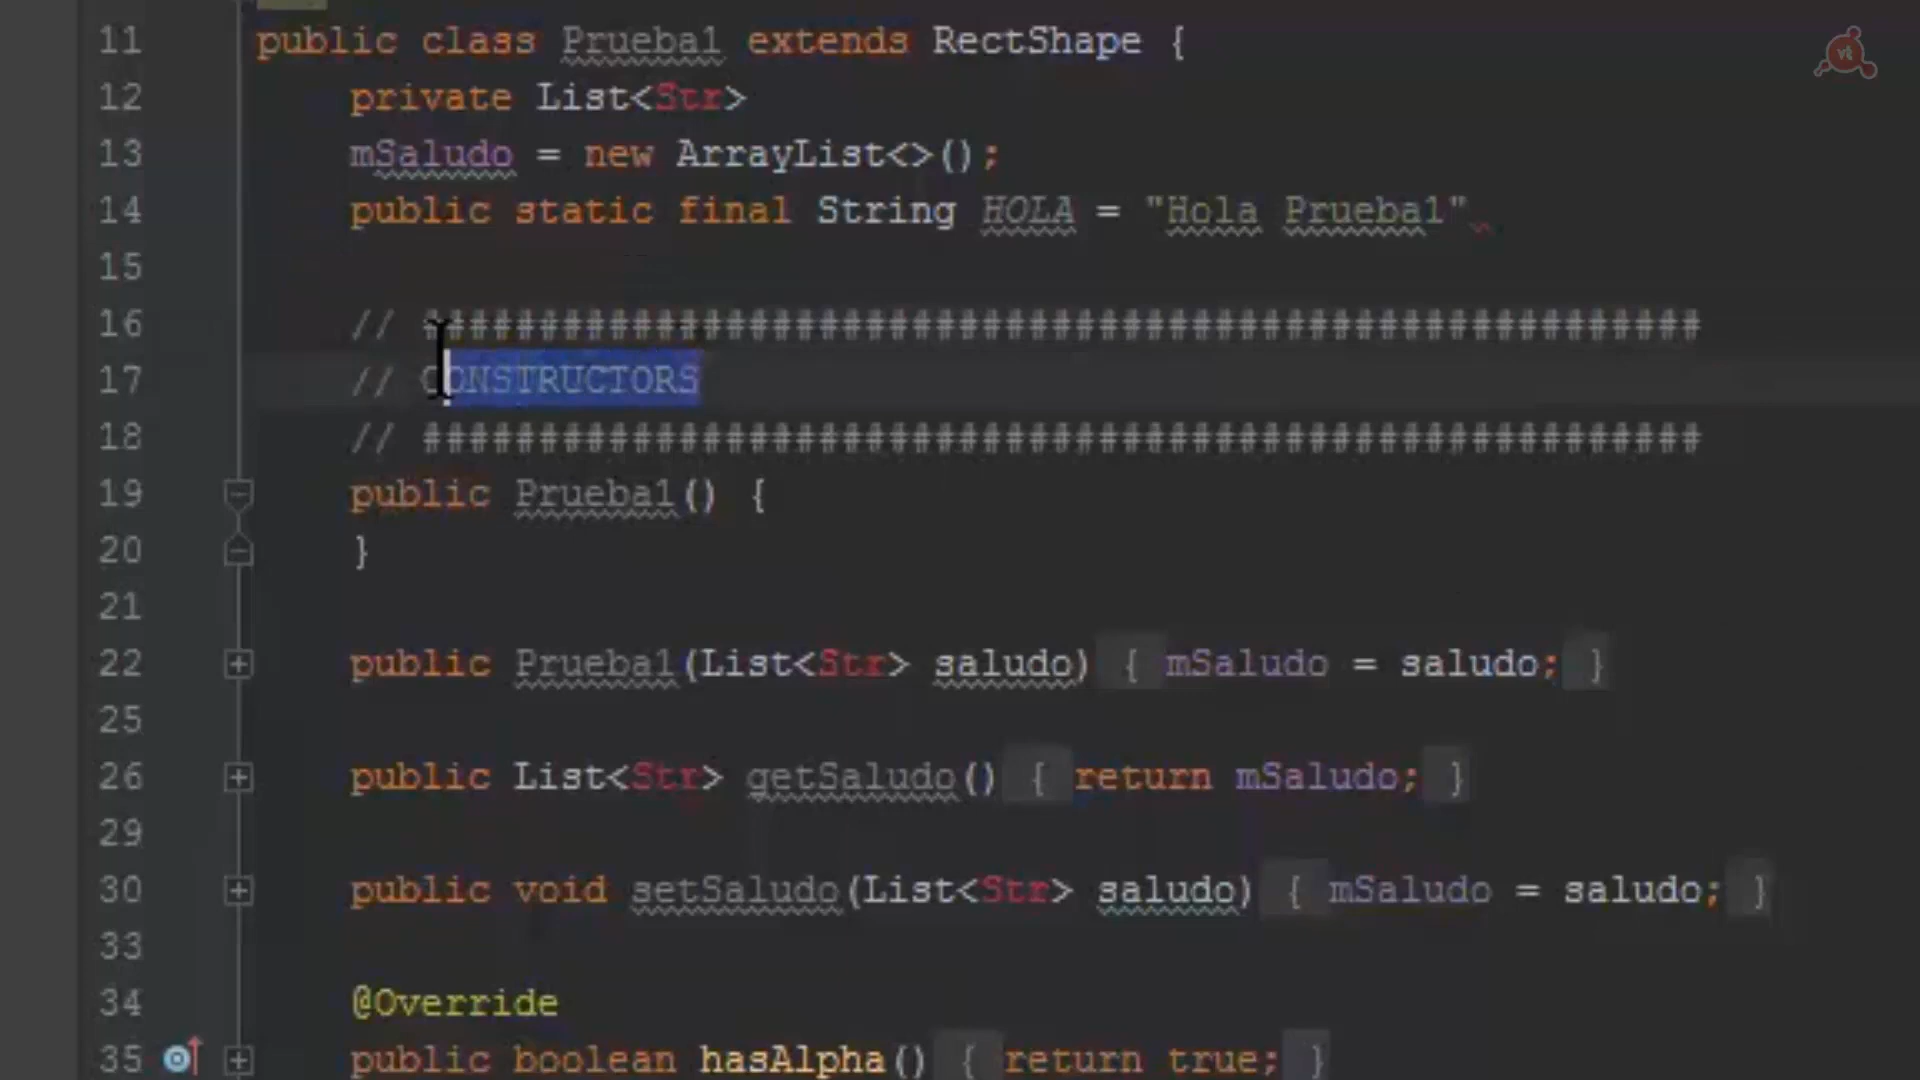 11 public class Prueba1 extends RectShape {
12 private List<Str>
13 mSaludo = new ArrayList<>();
14 public static final String HOLA = "Hola Prueba1"
15
16 // #######################################################
17 // CONSTRUCTORS
18 // #######################################################
19 public Prueba1() {
20 }
21
22 public Prueba1(List<Str> saludo) { mSaludo = saludo; }
25
26 public List<Str> getSaludo() { return mSaludo; }
29
30 public void setSaludo(List<Str> saludo) { mSaludo = saludo; }
33
34 @Override
35 public boolean hasAlpha() { return true; }